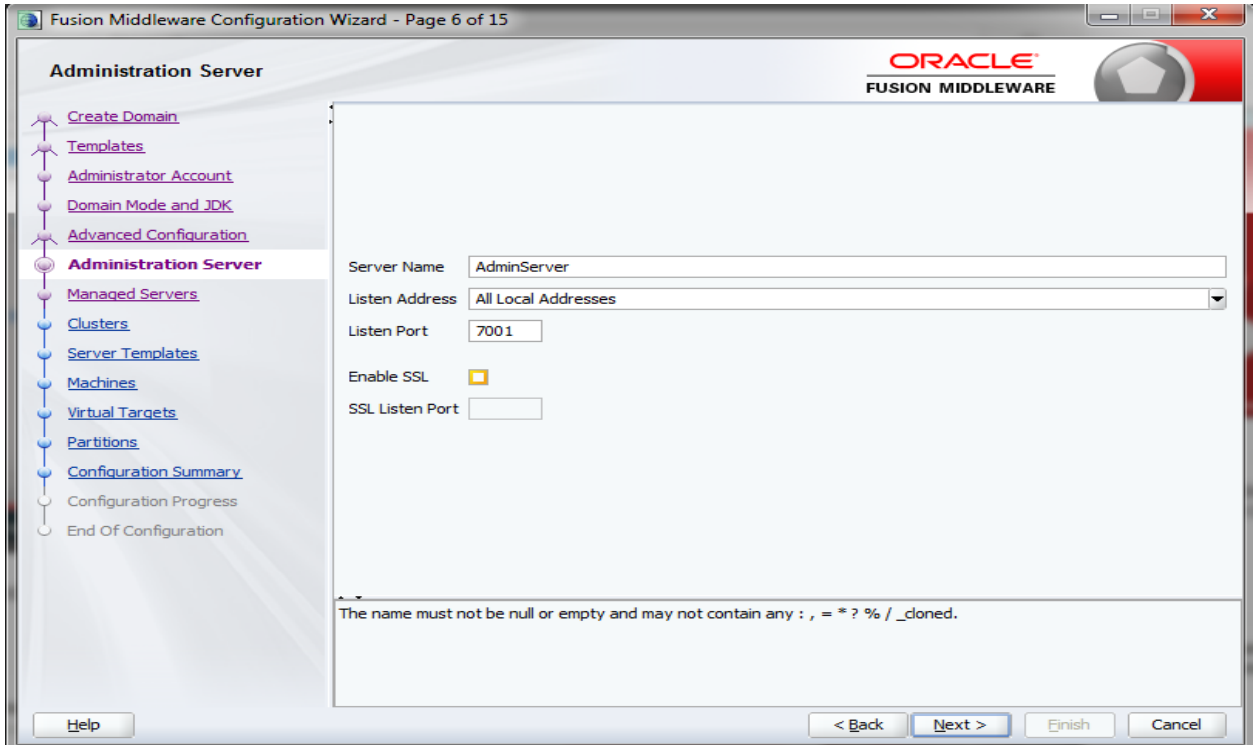 Fusion Middleware Configuration Wizard - Page 6 of 15
Administration Server
ORACLE
FUSION MIDDLEWARE
Create Domain
Templates
Administrator Account
Domain Mode and JDK
Advanced Configuration
Administration Server
Managed Servers
Clusters
Server Templates
Machines
Virtual Targets
Partitions
Configuration Summary
Configuration Progress
End Of Configuration
Server Name AdminServer
Listen Address All Local Addresses
Listen Port 7001
Enable SSL
SSL Listen Port
The name must not be null or empty and may not contain any : , = * ? % / _cloned.
Help
< Back Next > Finish Cancel